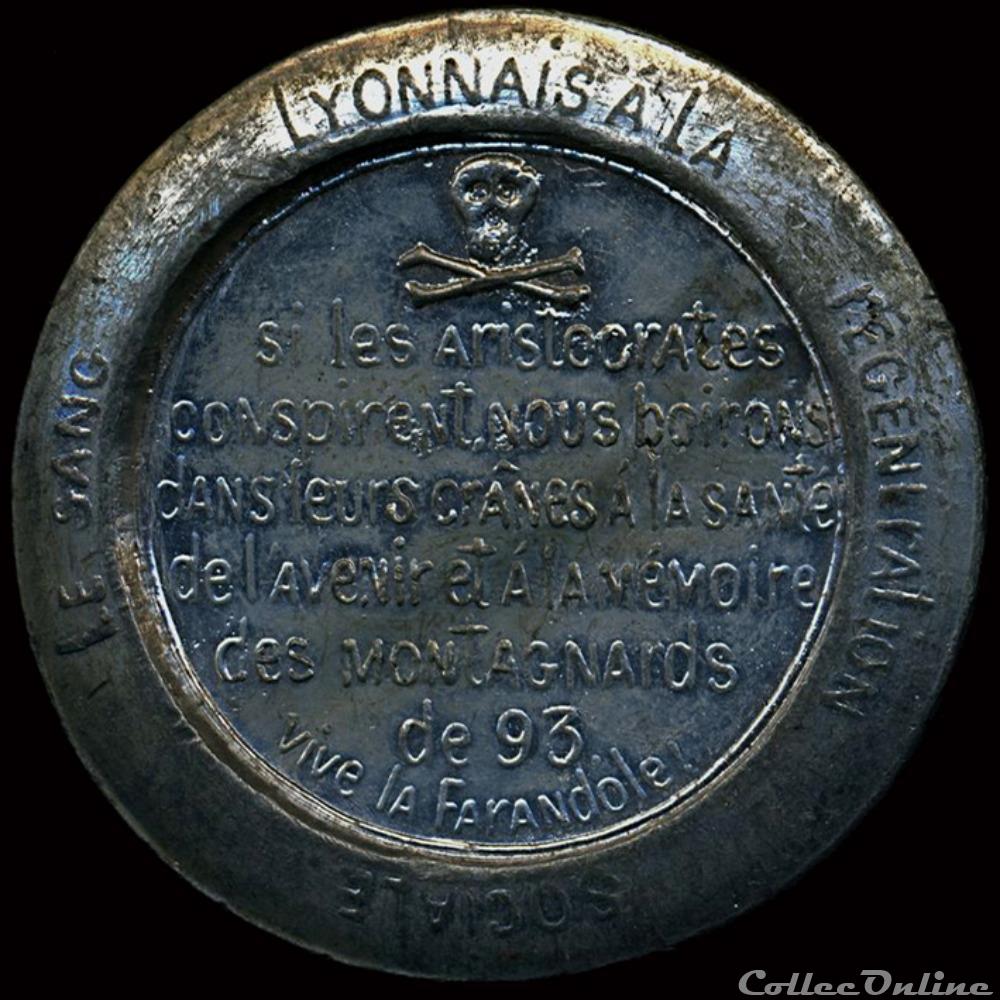 LE SANG LYONNAIS A LA rEGENErATION SOCIALE
si les Aristocrates
conspirent, nous boirons
dANS leurs crânes á lA SANTé
de l'Avenir et á lA Mémoire
des MONTAGNArds
de 93
vive lA FArANdole!
ColleeOnline